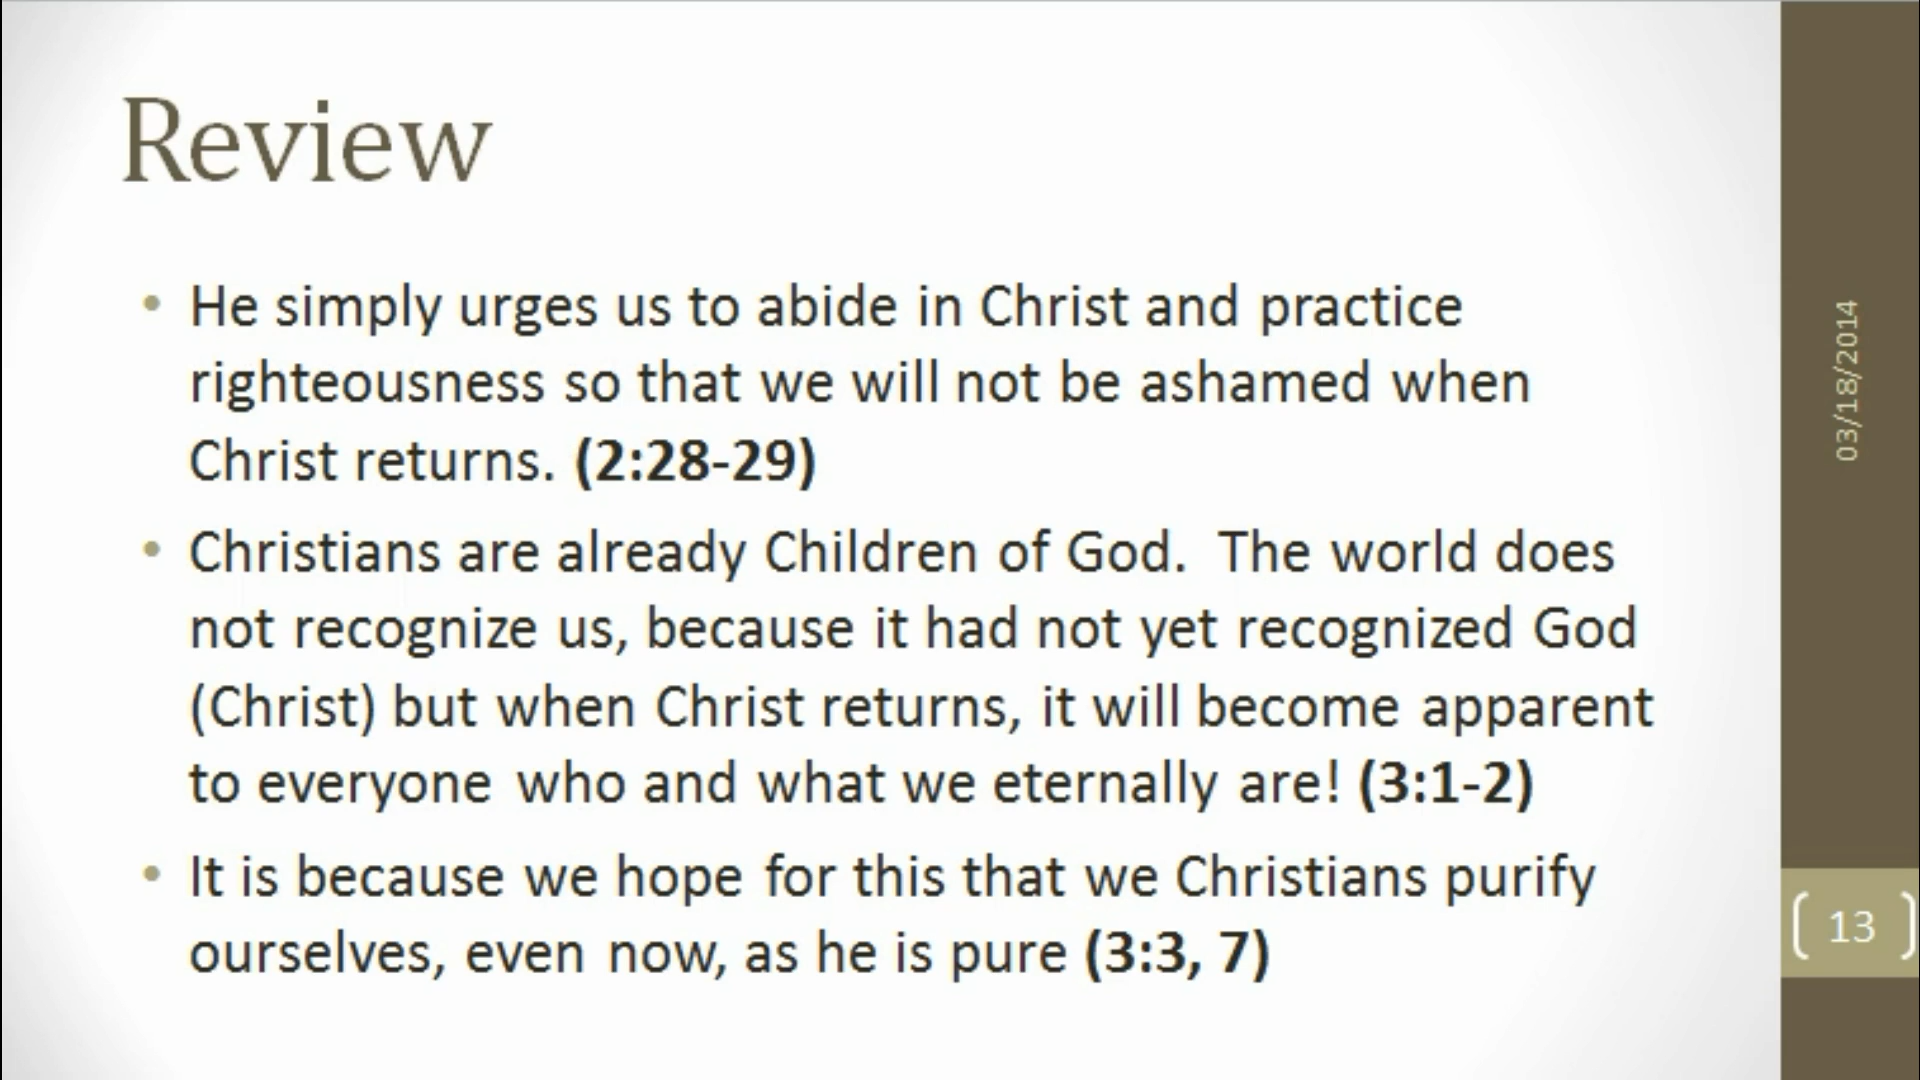 Review
• He simply urges us to abide in Christ and practice
righteousness so that we will not be ashamed when
Christ returns. (2:28-29)
• Christians are already Children of God.  The world does
not recognize us, because it had not yet recognized God
(Christ) but when Christ returns, it will become apparent
to everyone who and what we eternally are! (3:1-2)
• It is because we hope for this that we Christians purify
ourselves, even now, as he is pure (3:3, 7)
03/18/2014
13